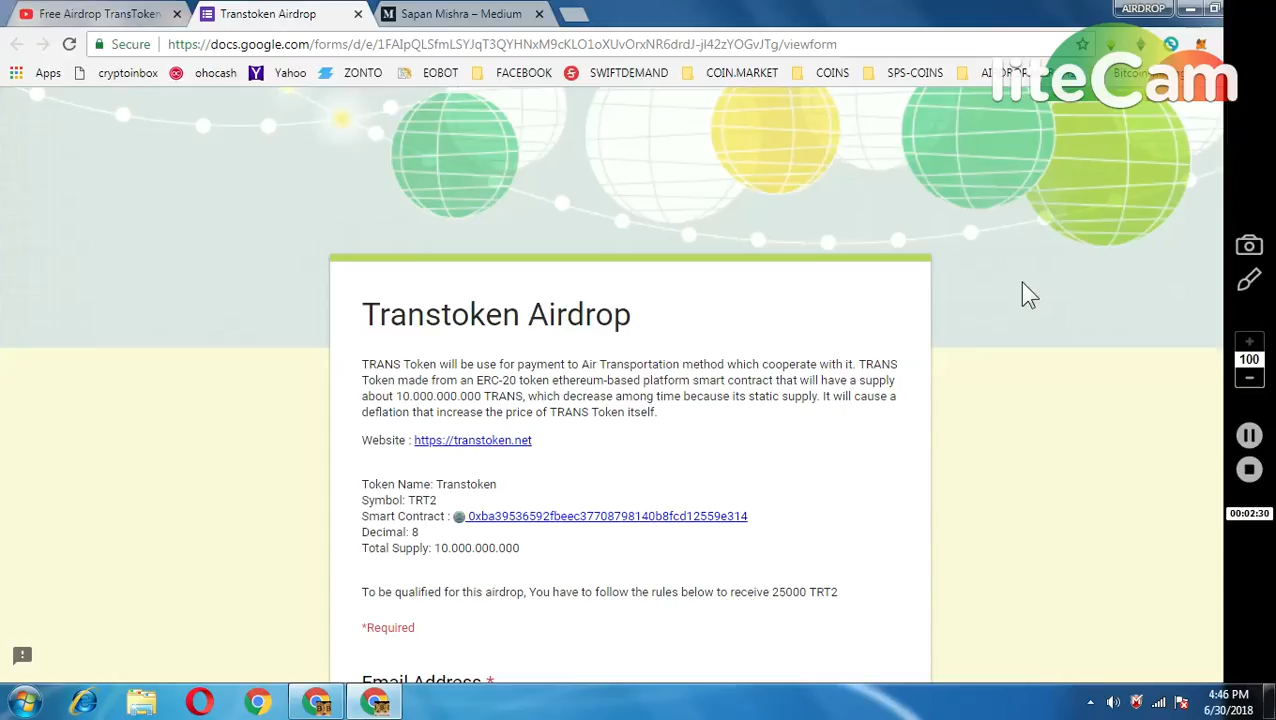 Free Airdrop TransToken
Transtoken Airdrop
Sapan Mishra – Medium
AIRDROP
Secure
https://docs.google.com/forms/d/e/1FAIpQLSfmLSYJqT3QYHNxM9cKLO1oXUvOrxNR6drdJ-jI42zYOGvJTg/viewform
Apps cryptoinbox ohocash Yahoo ZONTO EOBOT FACEBOOK SWIFTDEMAND COIN.MARKET COINS SPS-COINS
liteCam
Transtoken Airdrop
TRANS Token will be use for payment to Air Transportation method which cooperate with it. TRANS
Token made from an ERC-20 token ethereum-based platform smart contract that will have a supply
about 10.000.000.000 TRANS, which decrease among time because its static supply. It will cause a
deflation that increase the price of TRANS Token itself.
Website : https://transtoken.net
Token Name: Transtoken
Symbol: TRT2
Smart Contract : 0xba39536592fbeec37708798140b8fcd12559e314
Decimal: 8
Total Supply: 10.000.000.000
To be qualified for this airdrop, You have to follow the rules below to receive 25000 TRT2
*Required
Email Address *
100
00:02:30
4:46 PM
6/30/2018